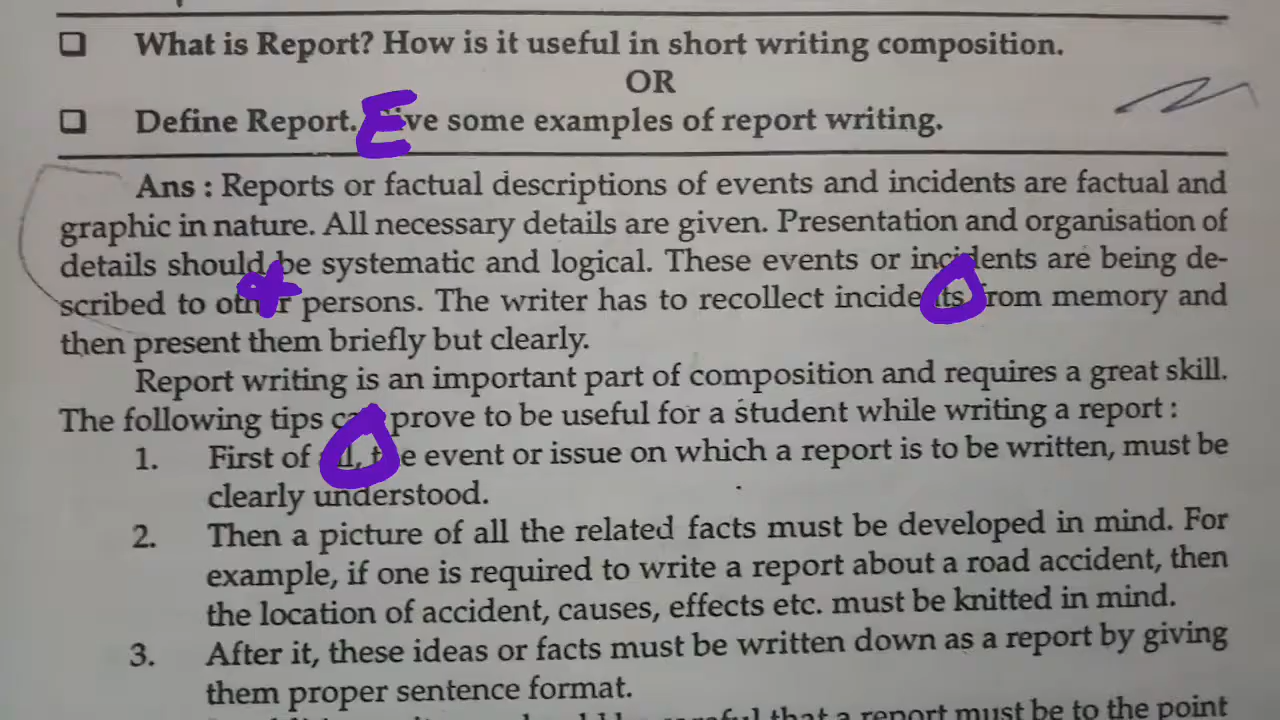 What is Report? How is it useful in short writing composition.
OR
Define Report. E some examples of report writing.
Ans : Reports or factual descriptions of events and incidents are factual and
graphic in nature. All necessary details are given. Presentation and organisation of
details should be systematic and logical. These events or incidents are being de-
scribed to persons. The writer has to recollect from memory and
then present them briefly but clearly.
Report writing is an important part of composition and requires a great skill.
The following tips prove to be useful for a student while writing a report :
1. First of event or issue on which a report is to be written, must be
clearly understood.
2. Then a picture of all the related facts must be developed in mind. For
example, if one is required to write a report about a road accident, then
the location of accident, causes, effects etc. must be knitted in mind.
3. After it, these ideas or facts must be written down as a report by giving
them proper sentence format.
that a report must be to the point